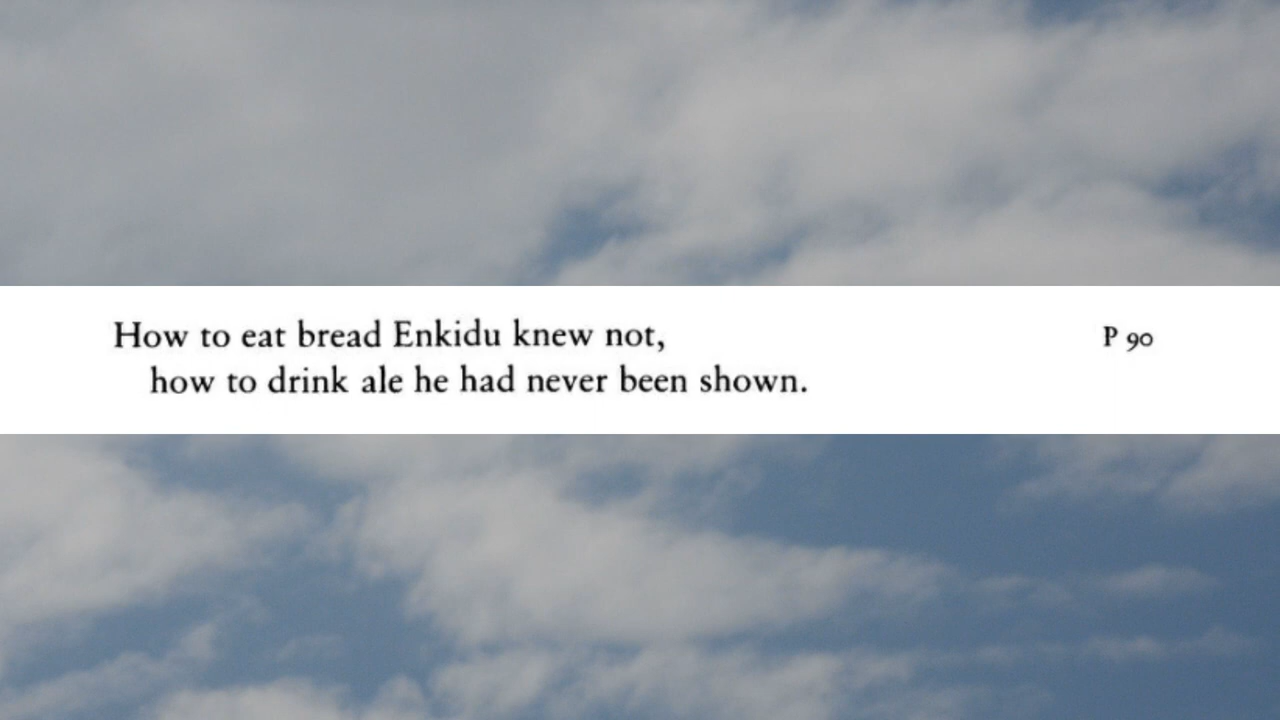 How to eat bread Enkidu knew not, P 90
how to drink ale he had never been shown.